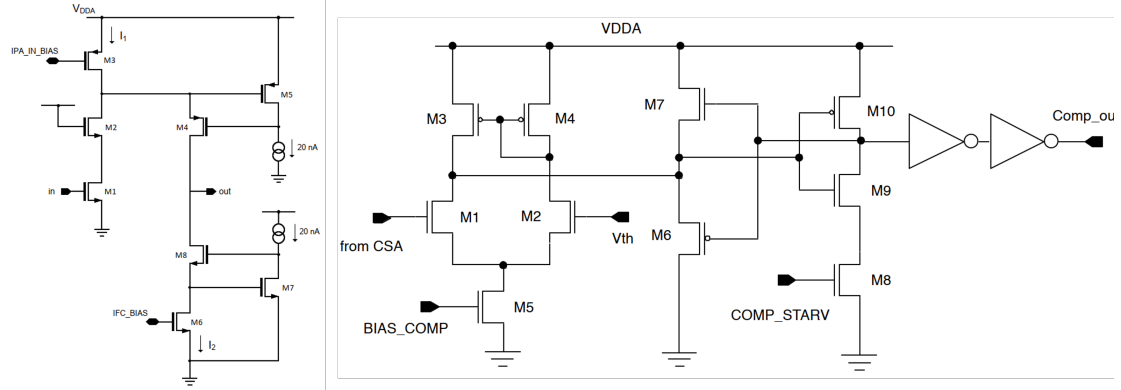 VDDA
I1
IPA_IN_BIAS
M3
M5
M2
M4
20 nA
in
M1
out
20 nA
M8
M7
IFC_BIAS
M6
I2
VDDA
M3
M4
M7
M10
Comp_ou
M1
M2
M9
from CSA
Vth
M6
M5
M8
BIAS_COMP
COMP_STARV